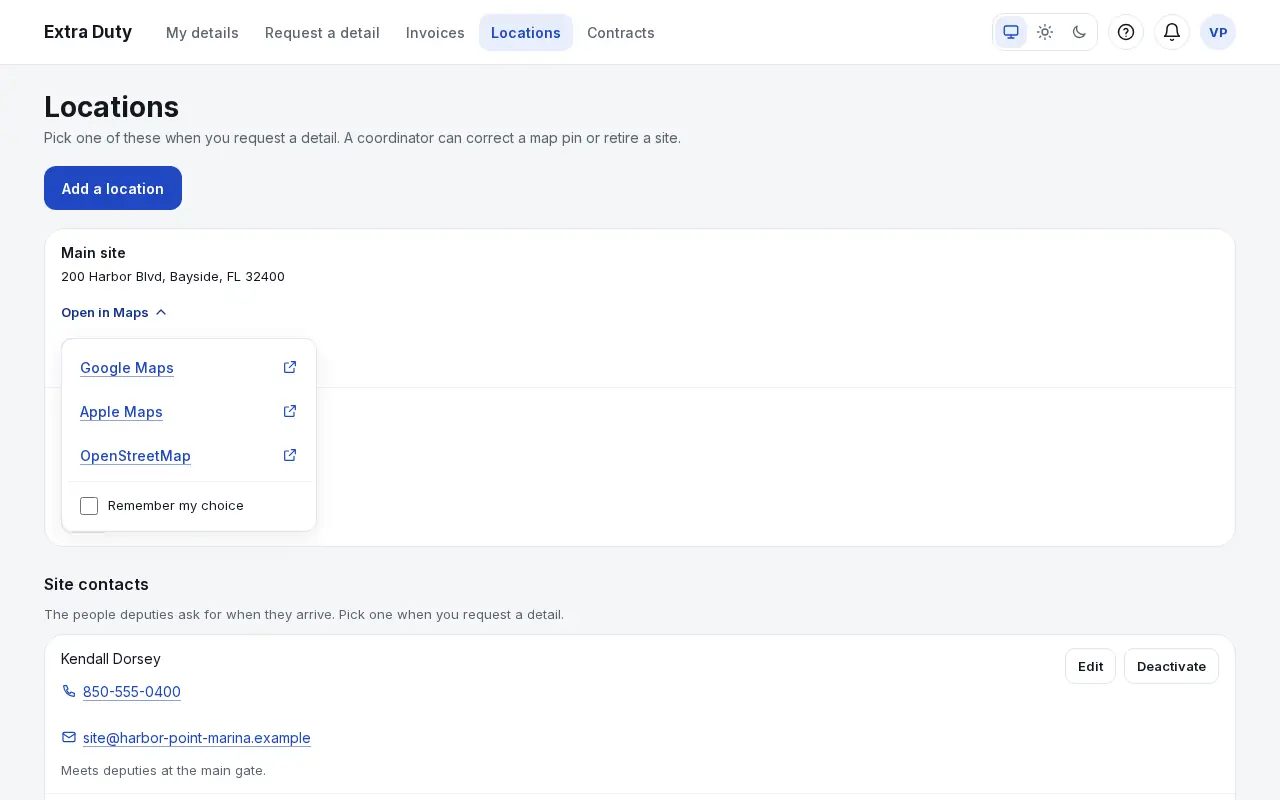 Extra Duty
My details
Request a detail
Invoices
Locations
Contracts
VP
Locations
Pick one of these when you request a detail. A coordinator can correct a map pin or retire a site.
Add a location
Main site
200 Harbor Blvd, Bayside, FL 32400
Open in Maps
Google Maps
Apple Maps
OpenStreetMap
Remember my choice
Site contacts
The people deputies ask for when they arrive. Pick one when you request a detail.
Kendall Dorsey
Edit
Deactivate
850-555-0400
site@harbor-point-marina.example
Meets deputies at the main gate.